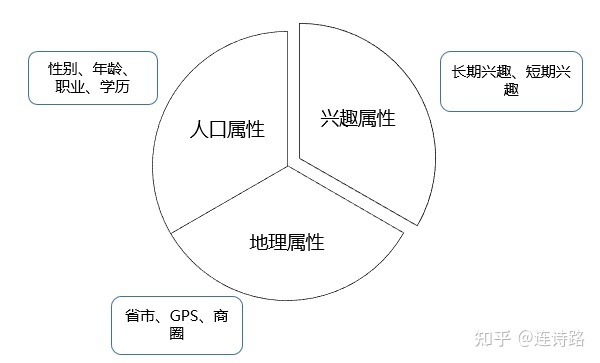 性别、年龄、
职业、学历
长期兴趣、短期兴
趣
人口属性
兴趣属性
地理属性
省市、GPS、商
圈
知乎 @连诗路